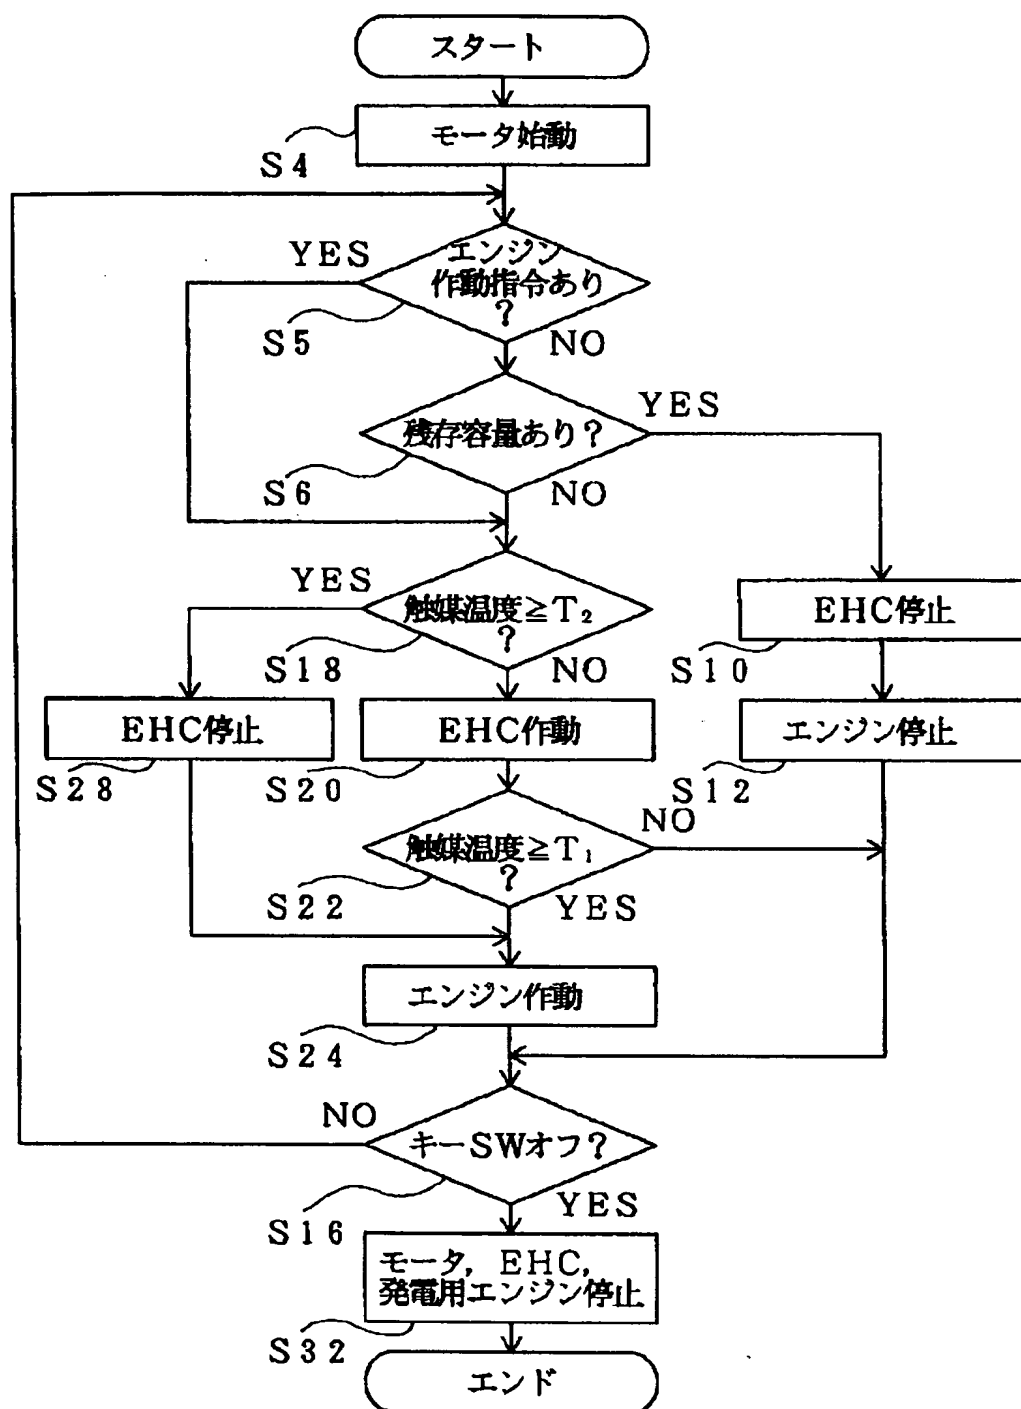 スタート
モータ始動
S4
YES
エンジン
作動指令あり
?
S5
NO
残存容量あり?
YES
S6
NO
YES
触媒温度≧T₂
?
S18
NO
EHC停止
S10
EHC停止
S28
EHC作動
S20
エンジン停止
S12
触媒温度≧T₁
?
NO
S22
YES
エンジン作動
S24
NO
キーSWオフ?
S16
YES
モータ, EHC,
発電用エンジン停止
S32
エンド